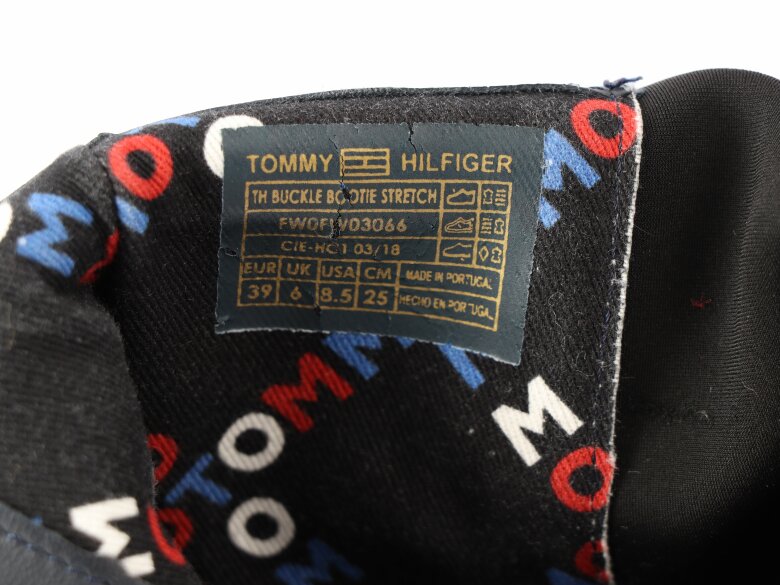 TOMMY HILFIGER
TH BUCKLE BOOTIE STRETCH
FW0FW03066
CIE-HC1 03/18
EUR UK USA CM MADE IN PORTUGAL
39 6 8.5 25 HECHO EN PORTUGAL